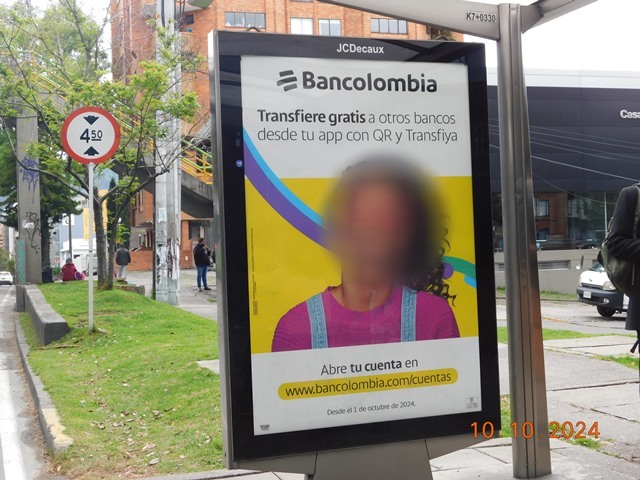 K7+0330
JCDecaux
Bancolombia
Transfiere gratis a otros bancos
desde tu app con QR y Transfiya
4 50
Casa
Abre tu cuenta en
www.bancolombia.com/cuentas
Desde el 1 de octubre de 2024.
10 10 2024